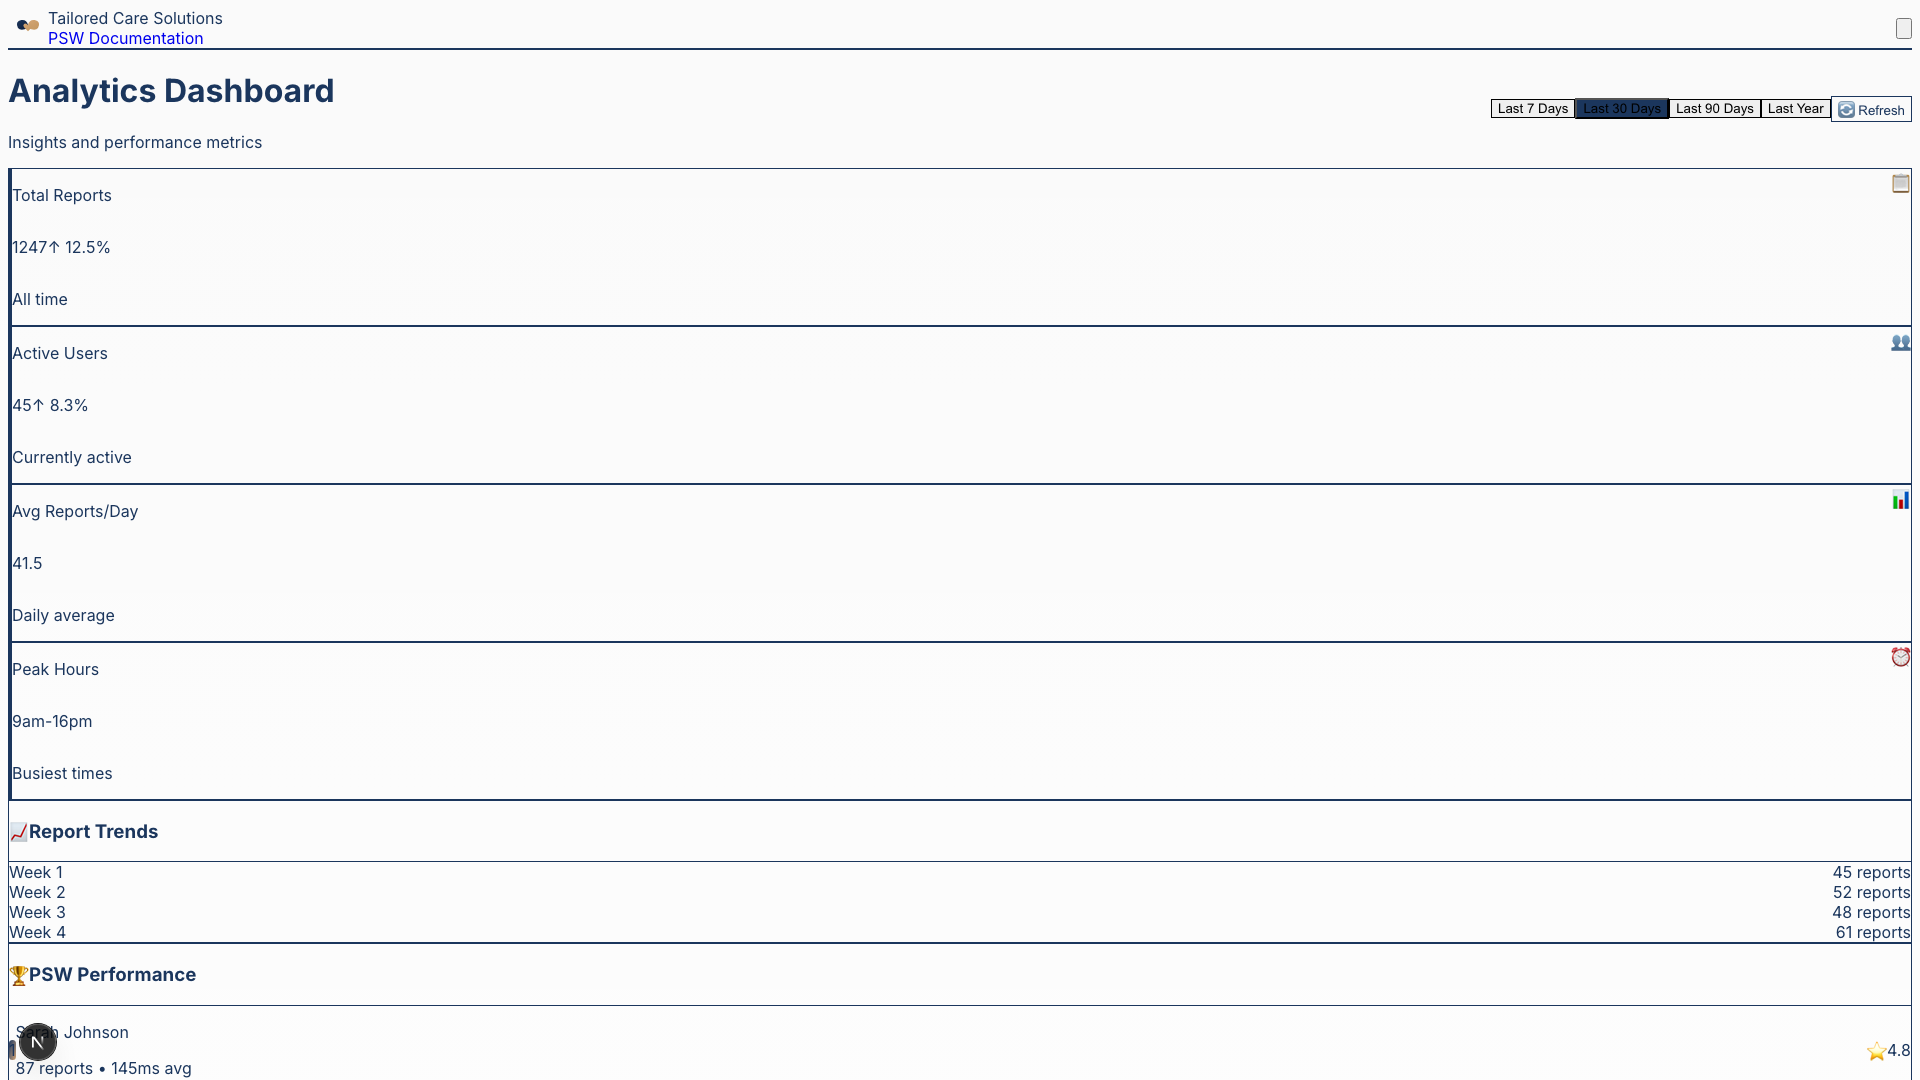 Tailored Care Solutions
PSW Documentation
Analytics Dashboard
Last 7 Days Last 30 Days Last 90 Days Last Year Refresh
Insights and performance metrics
Total Reports
1247↑ 12.5%
All time
Active Users
45↑ 8.3%
Currently active
Avg Reports/Day
41.5
Daily average
Peak Hours
9am-16pm
Busiest times
Report Trends
Week 1 45 reports
Week 2 52 reports
Week 3 48 reports
Week 4 61 reports
PSW Performance
Sarah Johnson
1 N 4.8
87 reports • 145ms avg